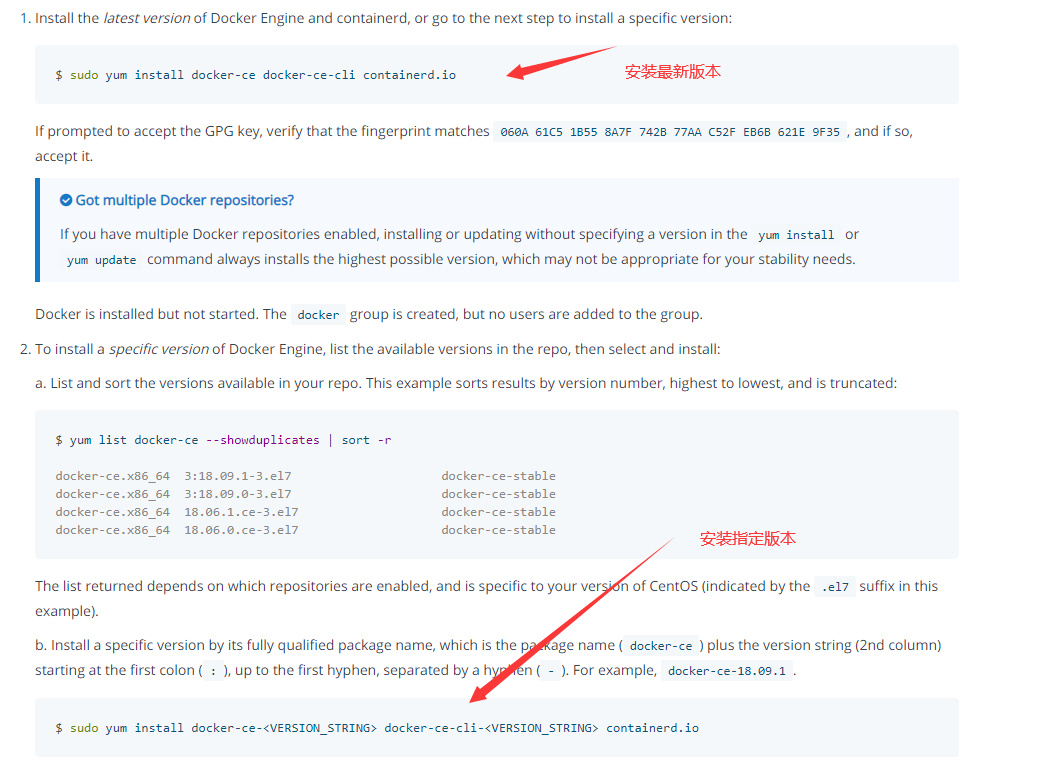 1. Install the latest version of Docker Engine and containerd, or go to the next step to install a specific version:
$ sudo yum install docker-ce docker-ce-cli containerd.io
安装最新版本
If prompted to accept the GPG key, verify that the fingerprint matches 060A 61C5 1B55 8A7F 742B 77AA C52F EB6B 621E 9F35 , and if so,
accept it.
Got multiple Docker repositories?
If you have multiple Docker repositories enabled, installing or updating without specifying a version in the yum install or
yum update command always installs the highest possible version, which may not be appropriate for your stability needs.
Docker is installed but not started. The docker group is created, but no users are added to the group.
2. To install a specific version of Docker Engine, list the available versions in the repo, then select and install:
a. List and sort the versions available in your repo. This example sorts results by version number, highest to lowest, and is truncated:
$ yum list docker-ce --showduplicates | sort -r
docker-ce.x86_64 3:18.09.1-3.el7 docker-ce-stable
docker-ce.x86_64 3:18.09.0-3.el7 docker-ce-stable
docker-ce.x86_64 18.06.1.ce-3.el7 docker-ce-stable
docker-ce.x86_64 18.06.0.ce-3.el7 docker-ce-stable
安装指定版本
The list returned depends on which repositories are enabled, and is specific to your version of CentOS (indicated by the .el7 suffix in this
example).
b. Install a specific version by its fully qualified package name, which is the package name ( docker-ce ) plus the version string (2nd column)
starting at the first colon ( : ), up to the first hyphen, separated by a hyphen ( - ). For example, docker-ce-18.09.1 .
$ sudo yum install docker-ce-<VERSION_STRING> docker-ce-cli-<VERSION_STRING> containerd.io